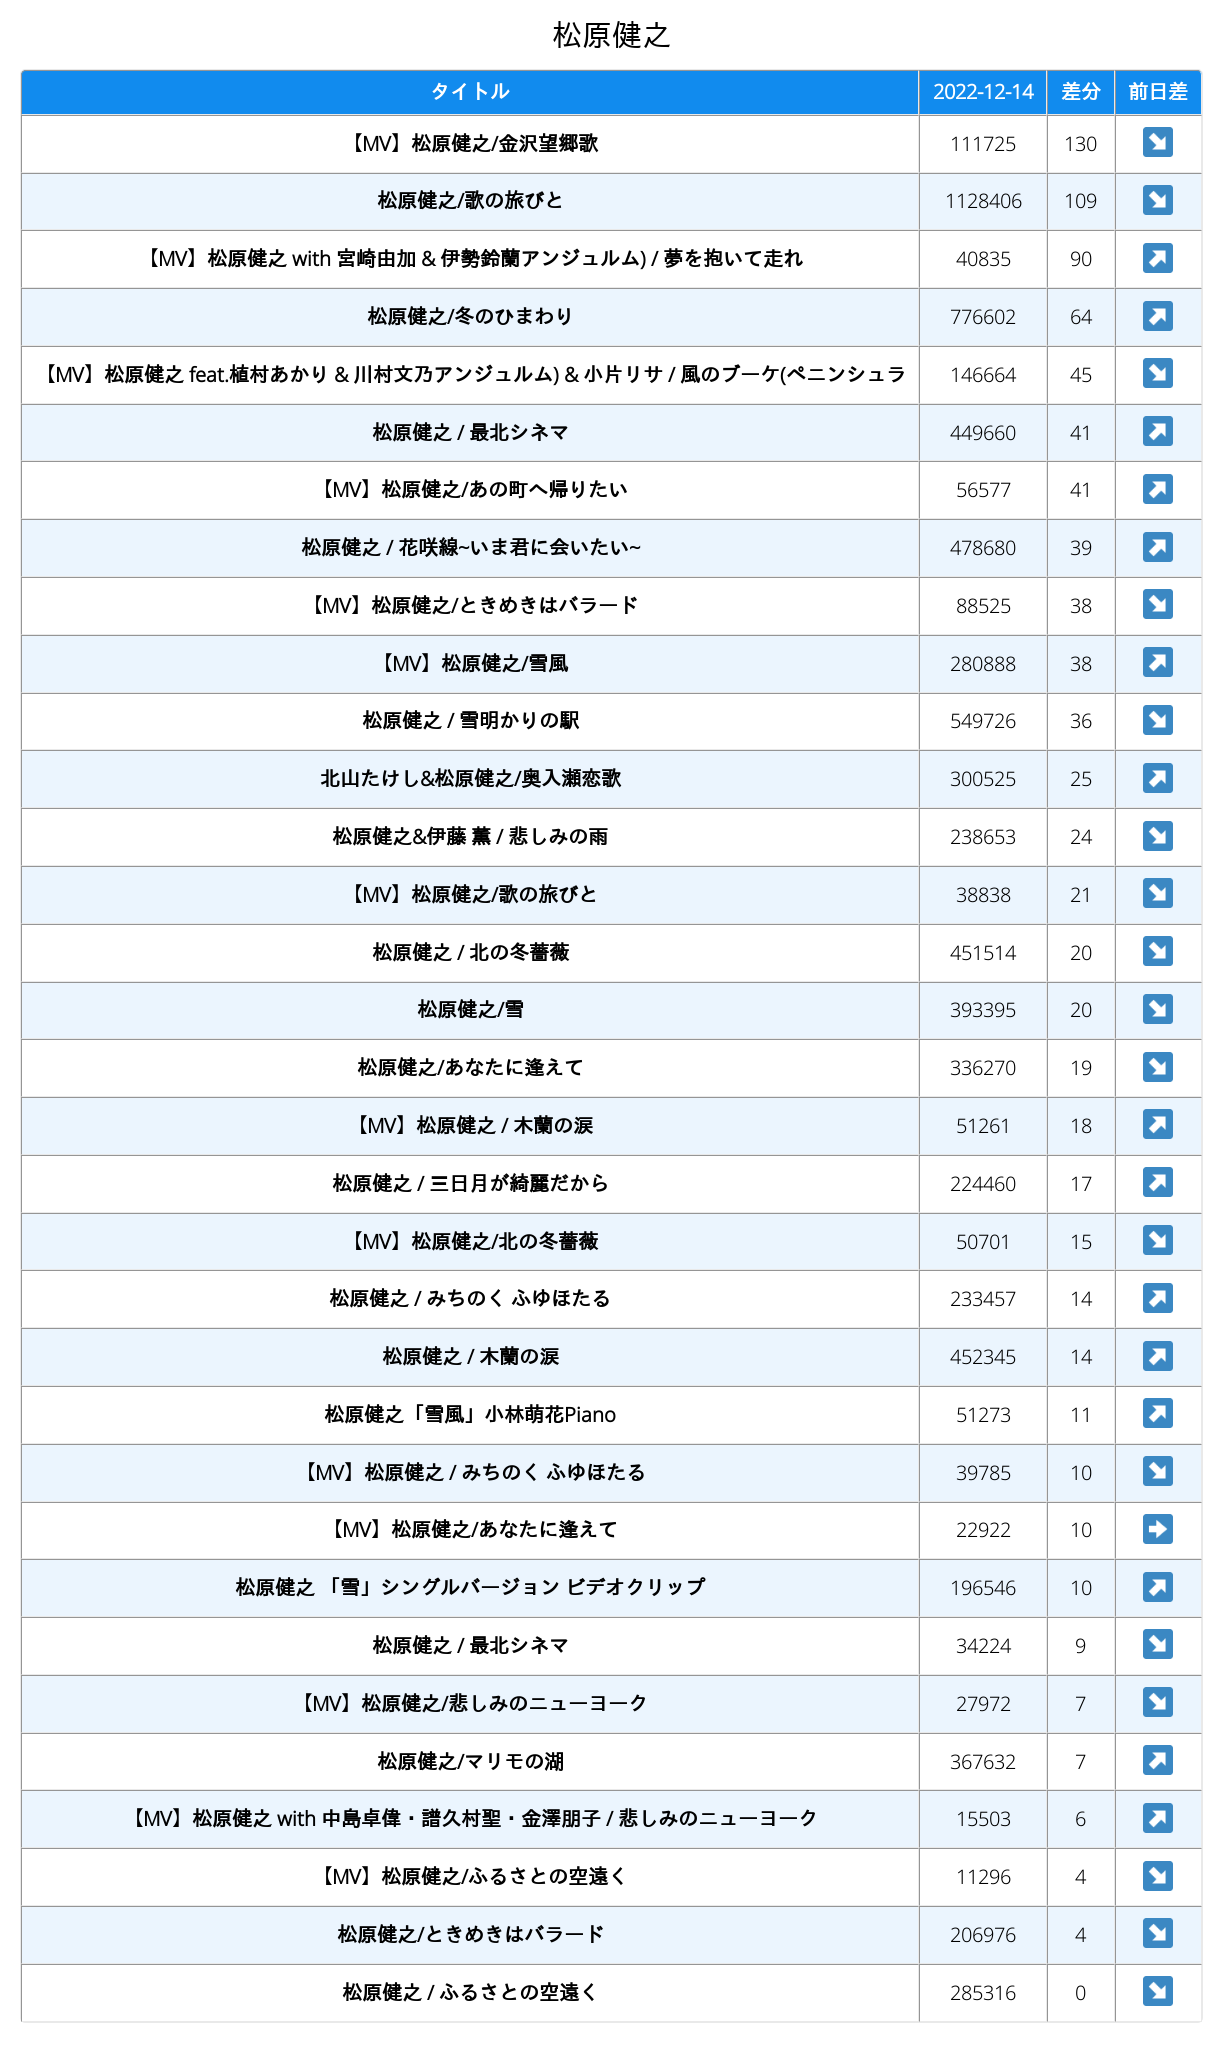 松原健之
タイトル 2022-12-14 差分 前日差
【MV】松原健之/金沢望郷歌 111725 130 ↘
松原健之/歌の旅びと 1128406 109 ↘
【MV】松原健之 with 宮崎由加 & 伊勢鈴蘭アンジュルム) / 夢を抱いて走れ 40835 90 ↗
松原健之/冬のひまわり 776602 64 ↗
【MV】松原健之 feat.植村あかり & 川村文乃アンジュルム) & 小片リサ / 風のブーケ(ペニンシュラ 146664 45 ↘
松原健之 / 最北シネマ 449660 41 ↗
【MV】松原健之/あの町へ帰りたい 56577 41 ↗
松原健之 / 花咲線~いま君に会いたい~ 478680 39 ↗
【MV】松原健之/ときめきはバラード 88525 38 ↘
【MV】松原健之/雪風 280888 38 ↗
松原健之 / 雪明かりの駅 549726 36 ↘
北山たけし&松原健之/奥入瀬恋歌 300525 25 ↗
松原健之&伊藤 薫 / 悲しみの雨 238653 24 ↘
【MV】松原健之/歌の旅びと 38838 21 ↘
松原健之 / 北の冬薔薇 451514 20 ↘
松原健之/雪 393395 20 ↘
松原健之/あなたに逢えて 336270 19 ↘
【MV】松原健之 / 木蘭の涙 51261 18 ↗
松原健之 / 三日月が綺麗だから 224460 17 ↗
【MV】松原健之/北の冬薔薇 50701 15 ↘
松原健之 / みちのく ふゆほたる 233457 14 ↗
松原健之 / 木蘭の涙 452345 14 ↗
松原健之「雪風」小林萌花Piano 51273 11 ↗
【MV】松原健之 / みちのく ふゆほたる 39785 10 ↘
【MV】松原健之/あなたに逢えて 22922 10 ➡
松原健之 「雪」シングルバージョン ビデオクリップ 196546 10 ↗
松原健之 / 最北シネマ 34224 9 ↘
【MV】松原健之/悲しみのニューヨーク 27972 7 ↘
松原健之/マリモの湖 367632 7 ↗
【MV】松原健之 with 中島卓偉・譜久村聖・金澤朋子 / 悲しみのニューヨーク 15503 6 ↗
【MV】松原健之/ふるさとの空遠く 11296 4 ↘
松原健之/ときめきはバラード 206976 4 ↘
松原健之 / ふるさとの空遠く 285316 0 ↘